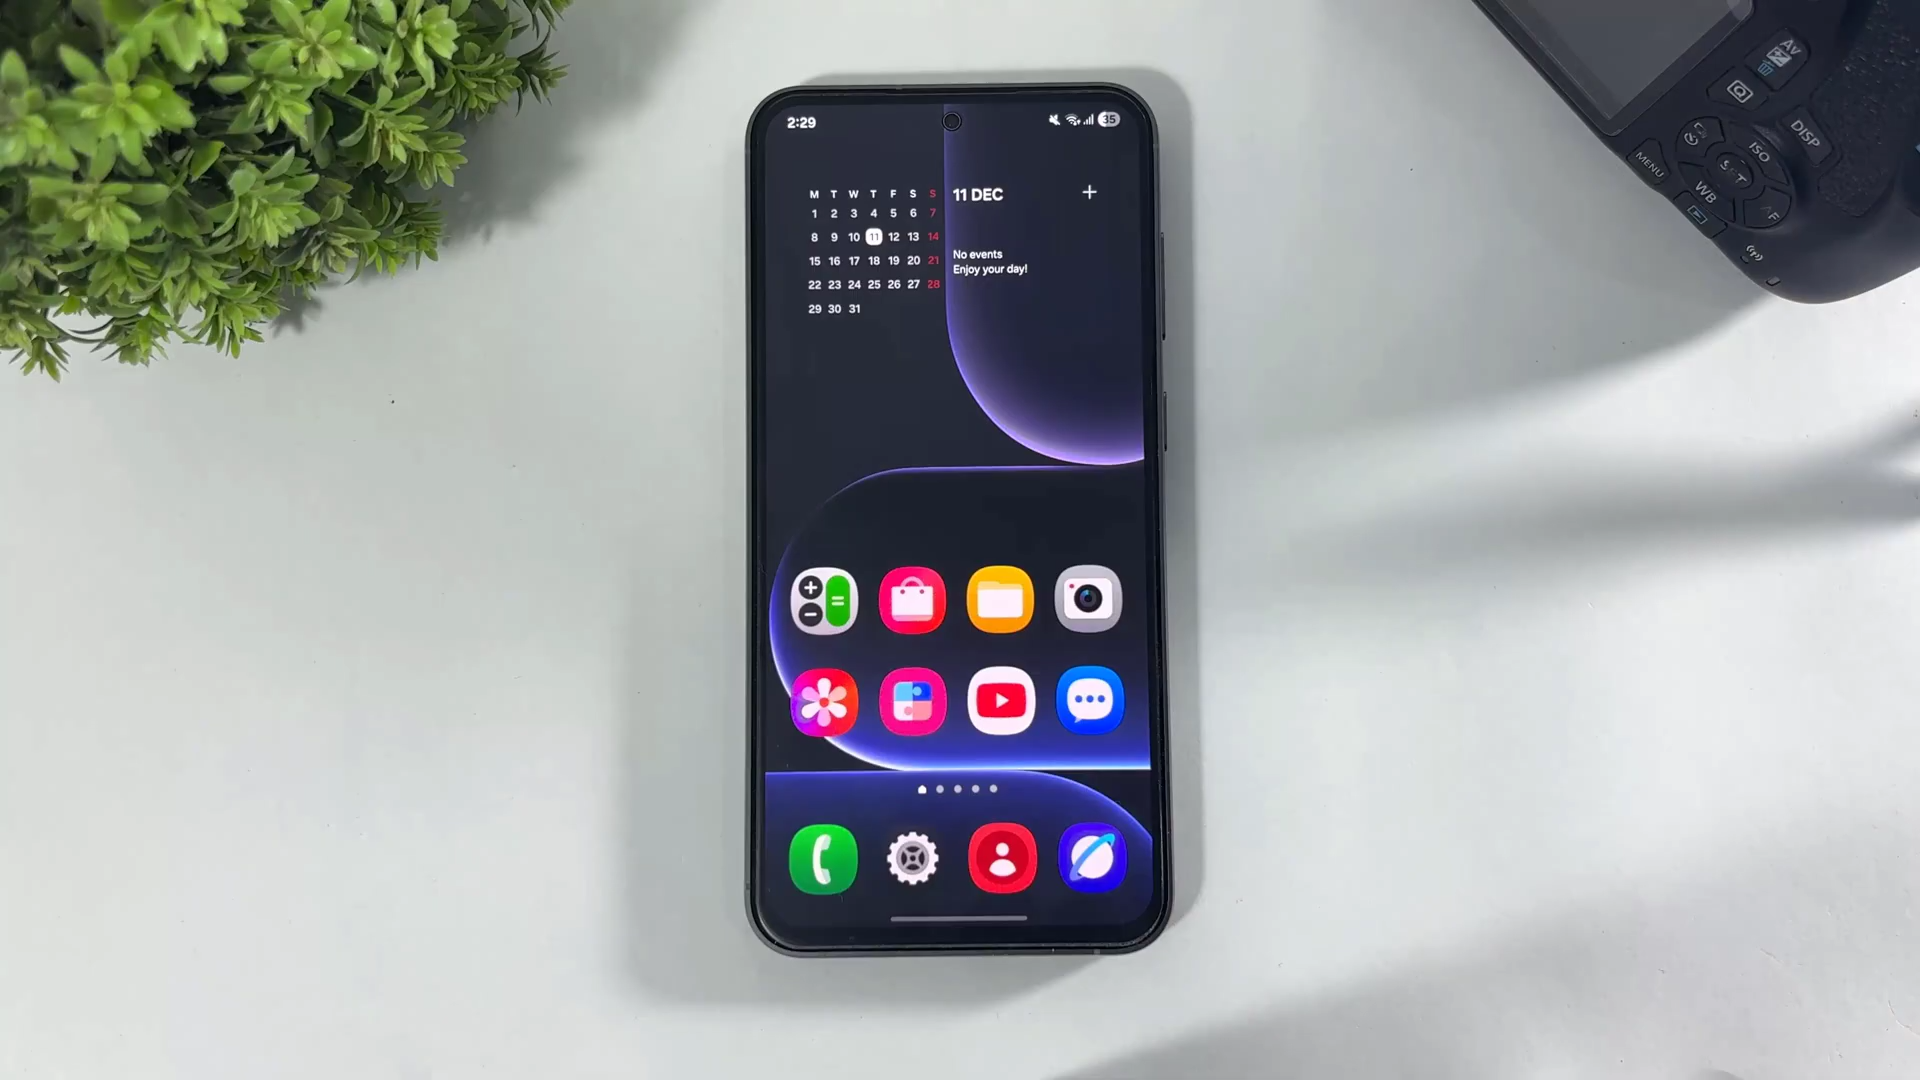 2:29
35
M T W T F S S
1 2 3 4 5 6 7
8 9 10 11 12 13 14
15 16 17 18 19 20 21
22 23 24 25 26 27 28
29 30 31
11 DEC
No events
Enjoy your day!
AV
Q
DISP
ISO
MENU
WB
AF